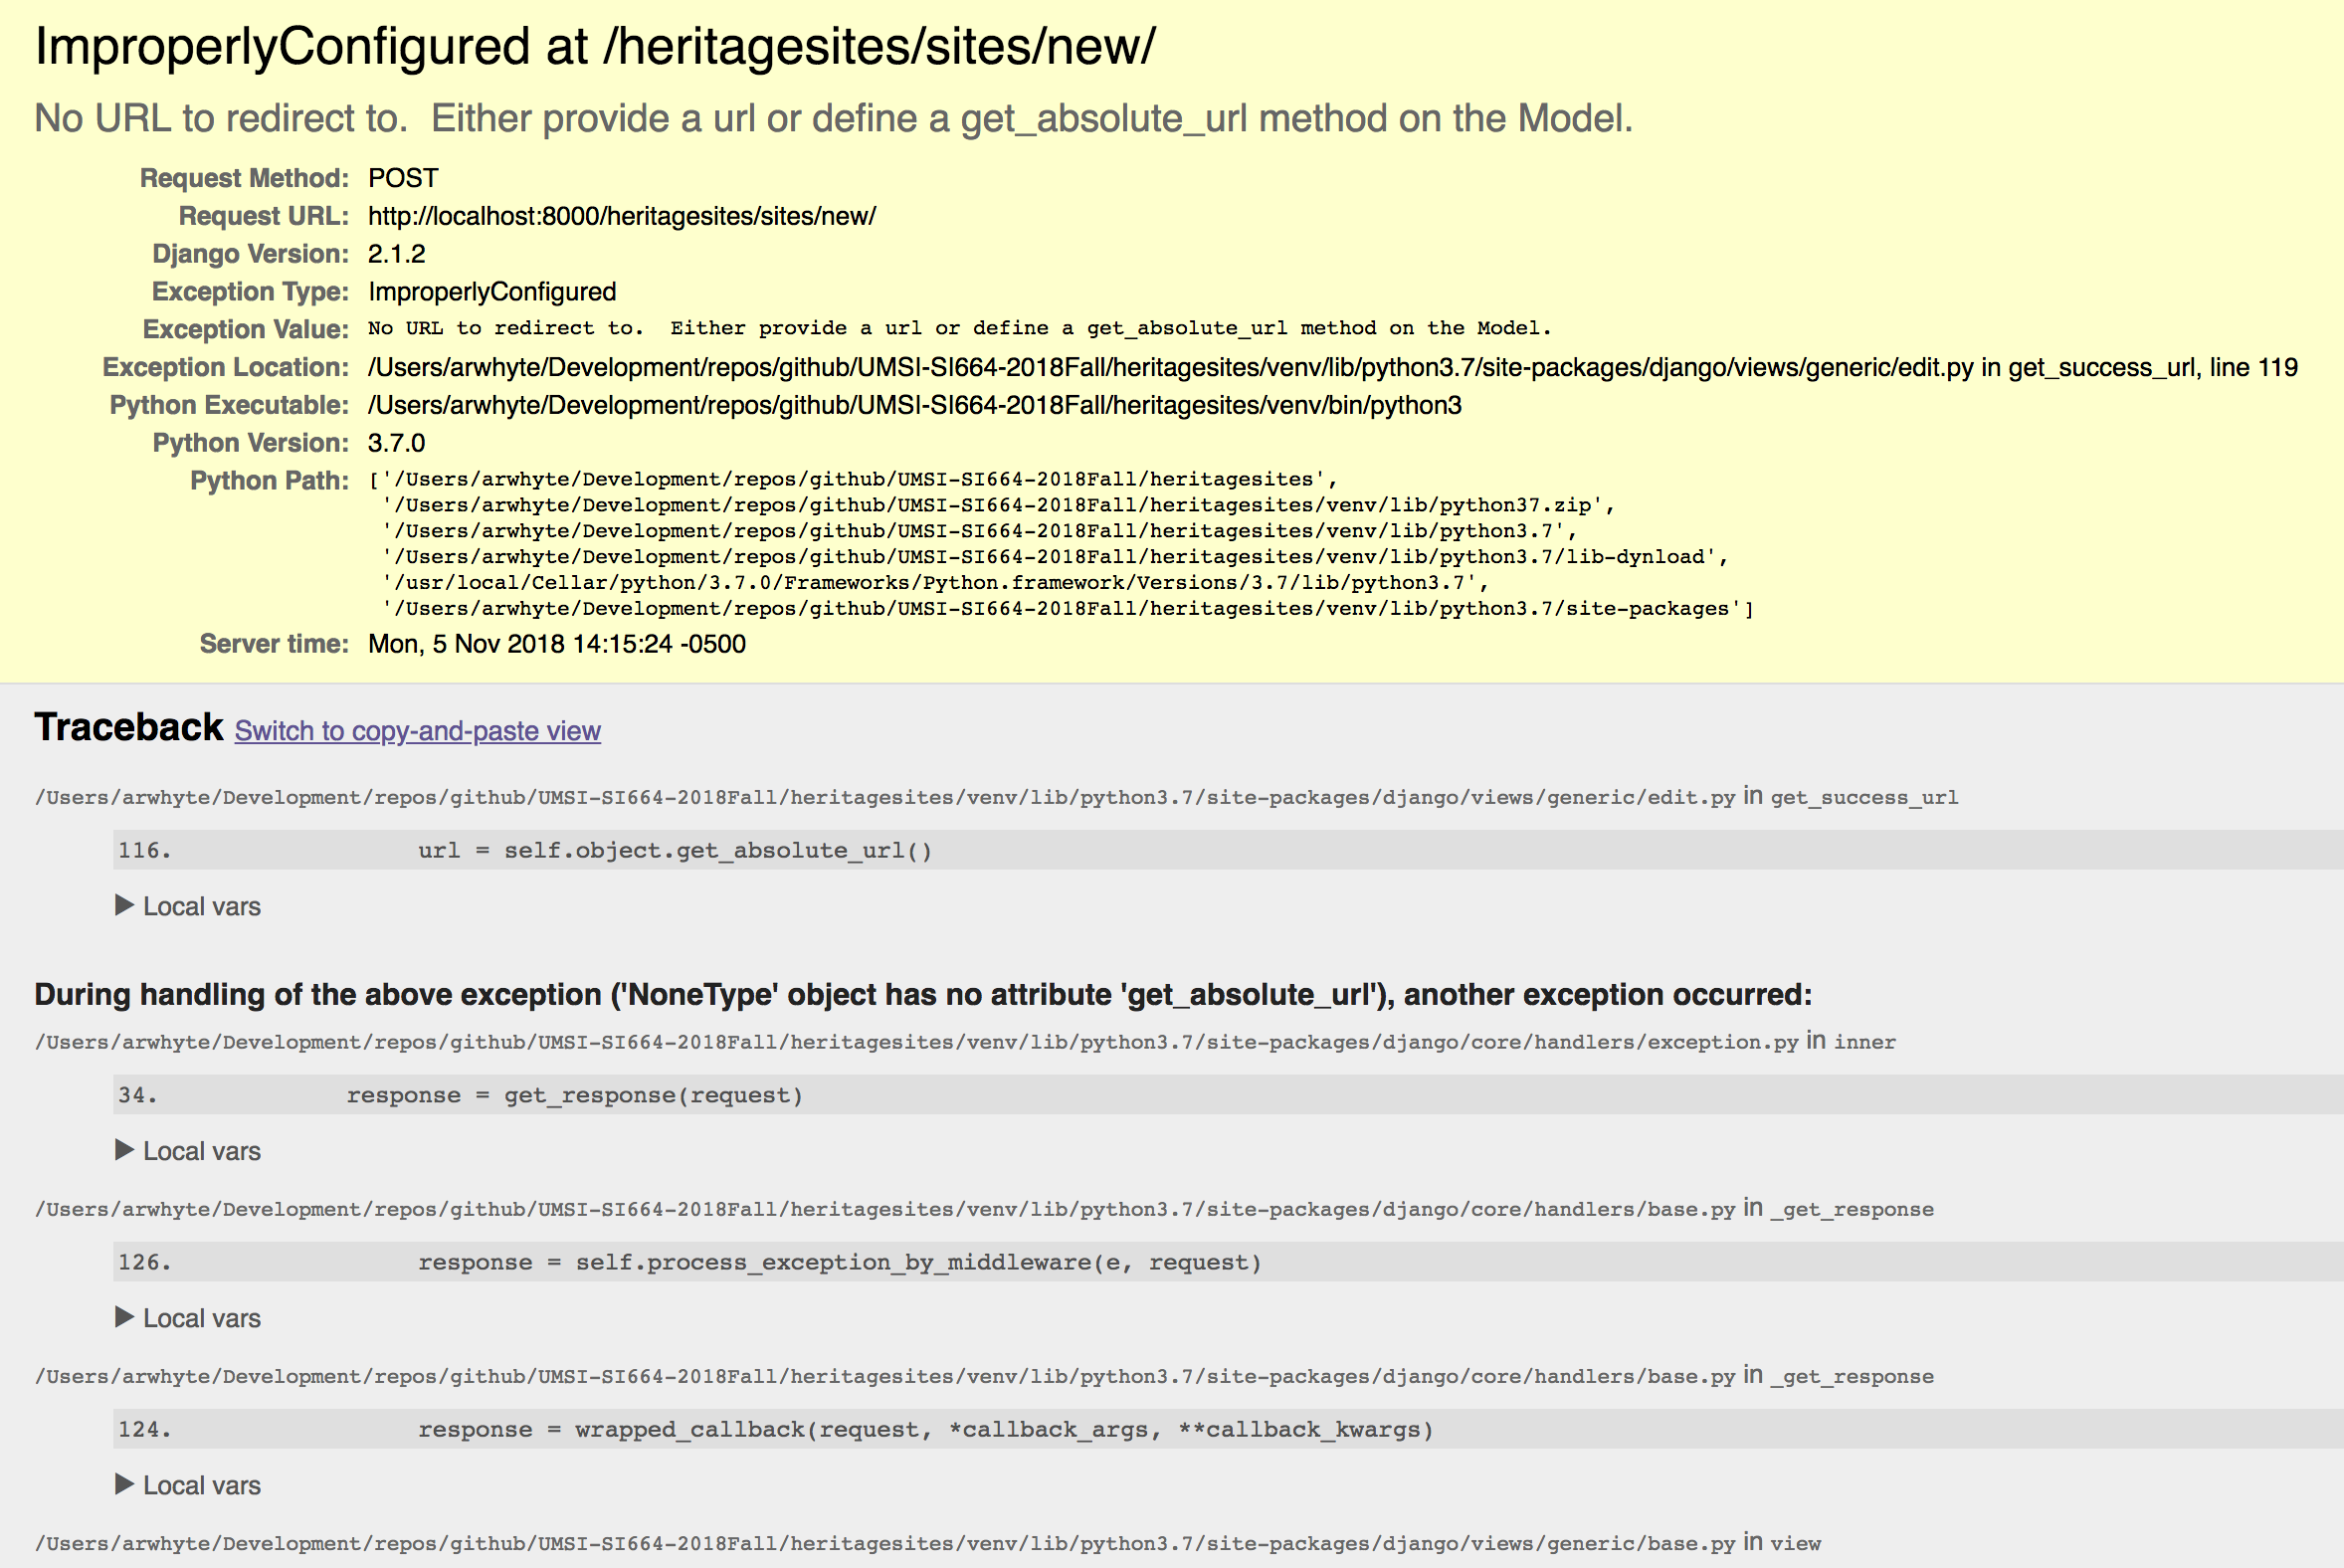 ImproperlyConfigured at /heritagesites/sites/new/
No URL to redirect to.  Either provide a url or define a get_absolute_url method on the Model.
Request Method: POST
Request URL: http://localhost:8000/heritagesites/sites/new/
Django Version: 2.1.2
Exception Type: ImproperlyConfigured
Exception Value: No URL to redirect to.  Either provide a url or define a get_absolute_url method on the Model.
Exception Location: /Users/arwhyte/Development/repos/github/UMSI-SI664-2018Fall/heritagesites/venv/lib/python3.7/site-packages/django/views/generic/edit.py in get_success_url, line 119
Python Executable: /Users/arwhyte/Development/repos/github/UMSI-SI664-2018Fall/heritagesites/venv/bin/python3
Python Version: 3.7.0
Python Path: ['/Users/arwhyte/Development/repos/github/UMSI-SI664-2018Fall/heritagesites',
'/Users/arwhyte/Development/repos/github/UMSI-SI664-2018Fall/heritagesites/venv/lib/python37.zip',
'/Users/arwhyte/Development/repos/github/UMSI-SI664-2018Fall/heritagesites/venv/lib/python3.7',
'/Users/arwhyte/Development/repos/github/UMSI-SI664-2018Fall/heritagesites/venv/lib/python3.7/lib-dynload',
'/usr/local/Cellar/python/3.7.0/Frameworks/Python.framework/Versions/3.7/lib/python3.7',
'/Users/arwhyte/Development/repos/github/UMSI-SI664-2018Fall/heritagesites/venv/lib/python3.7/site-packages']
Server time: Mon, 5 Nov 2018 14:15:24 -0500
Traceback Switch to copy-and-paste view
/Users/arwhyte/Development/repos/github/UMSI-SI664-2018Fall/heritagesites/venv/lib/python3.7/site-packages/django/views/generic/edit.py in get_success_url
116. url = self.object.get_absolute_url()
▶ Local vars
During handling of the above exception ('NoneType' object has no attribute 'get_absolute_url'), another exception occurred:
/Users/arwhyte/Development/repos/github/UMSI-SI664-2018Fall/heritagesites/venv/lib/python3.7/site-packages/django/core/handlers/exception.py in inner
34. response = get_response(request)
▶ Local vars
/Users/arwhyte/Development/repos/github/UMSI-SI664-2018Fall/heritagesites/venv/lib/python3.7/site-packages/django/core/handlers/base.py in _get_response
126. response = self.process_exception_by_middleware(e, request)
▶ Local vars
/Users/arwhyte/Development/repos/github/UMSI-SI664-2018Fall/heritagesites/venv/lib/python3.7/site-packages/django/core/handlers/base.py in _get_response
124. response = wrapped_callback(request, *callback_args, **callback_kwargs)
▶ Local vars
/Users/arwhyte/Development/repos/github/UMSI-SI664-2018Fall/heritagesites/venv/lib/python3.7/site-packages/django/views/generic/base.py in view